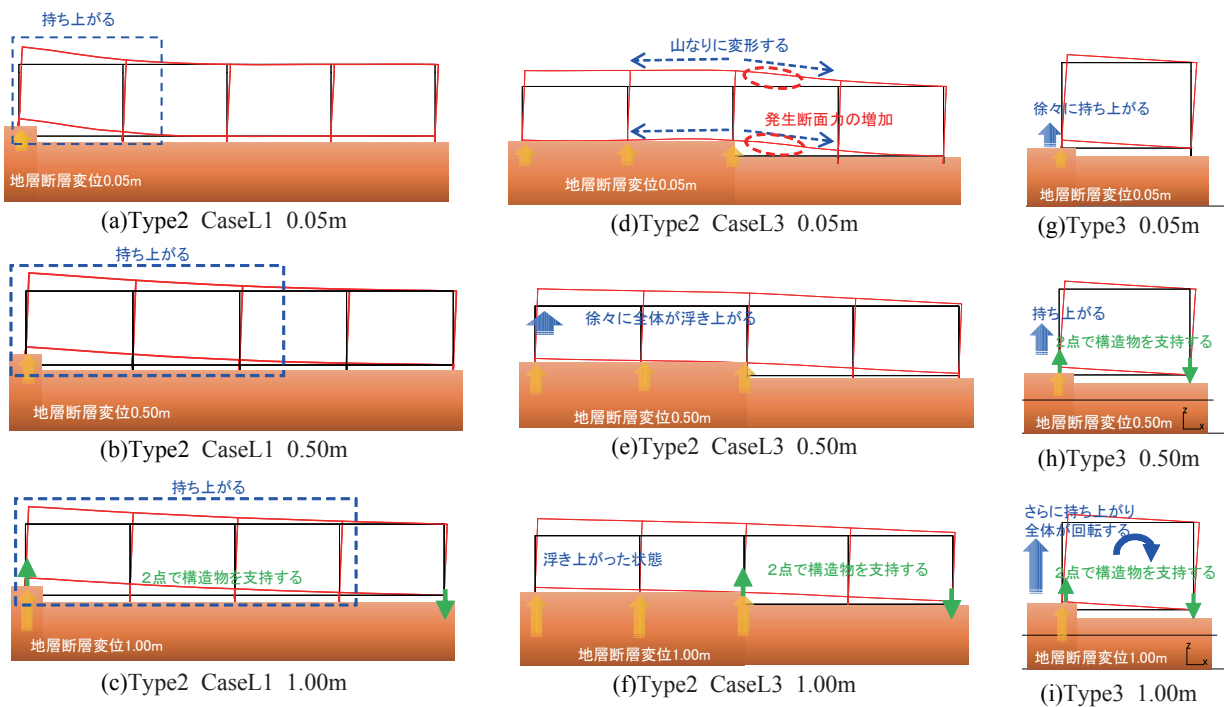 持ち上がる
地層断層変位0.05m
(a)Type2 CaseL1 0.05m
持ち上がる
地層断層変位0.50m
(b)Type2 CaseL1 0.50m
持ち上がる
2点で構造物を支持する
地層断層変位1.00m
(c)Type2 CaseL1 1.00m
山なりに変形する
発生断面力の増加
地層断層変位0.05m
(d)Type2 CaseL3 0.05m
徐々に全体が浮き上がる
地層断層変位0.50m
(e)Type2 CaseL3 0.50m
浮き上がった状態
2点で構造物を支持する
地層断層変位1.00m
(f)Type2 CaseL3 1.00m
徐々に持ち上がる
地層断層変位0.05m
(g)Type3 0.05m
持ち上がる
2点で構造物を支持する
地層断層変位0.50m
z
x
(h)Type3 0.50m
さらに持ち上がり
全体が回転する
2点で構造物を支持する
地層断層変位1.00m
z
x
(i)Type3 1.00m